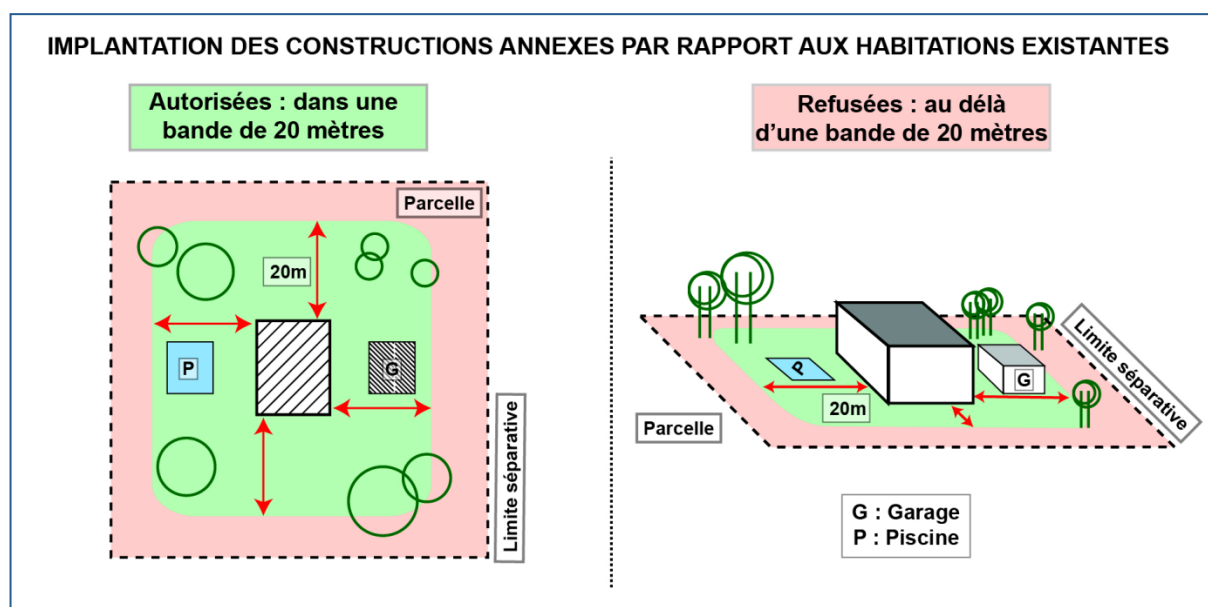 IMPLANTATION DES CONSTRUCTIONS ANNEXES PAR RAPPORT AUX HABITATIONS EXISTANTES
Autorisées : dans une
bande de 20 mètres
Refusées : au délà
d'une bande de 20 mètres
Parcelle
20m
P
G
Limite séparative
P
G
20m
Parcelle
Limite séparative
G : Garage
P : Piscine